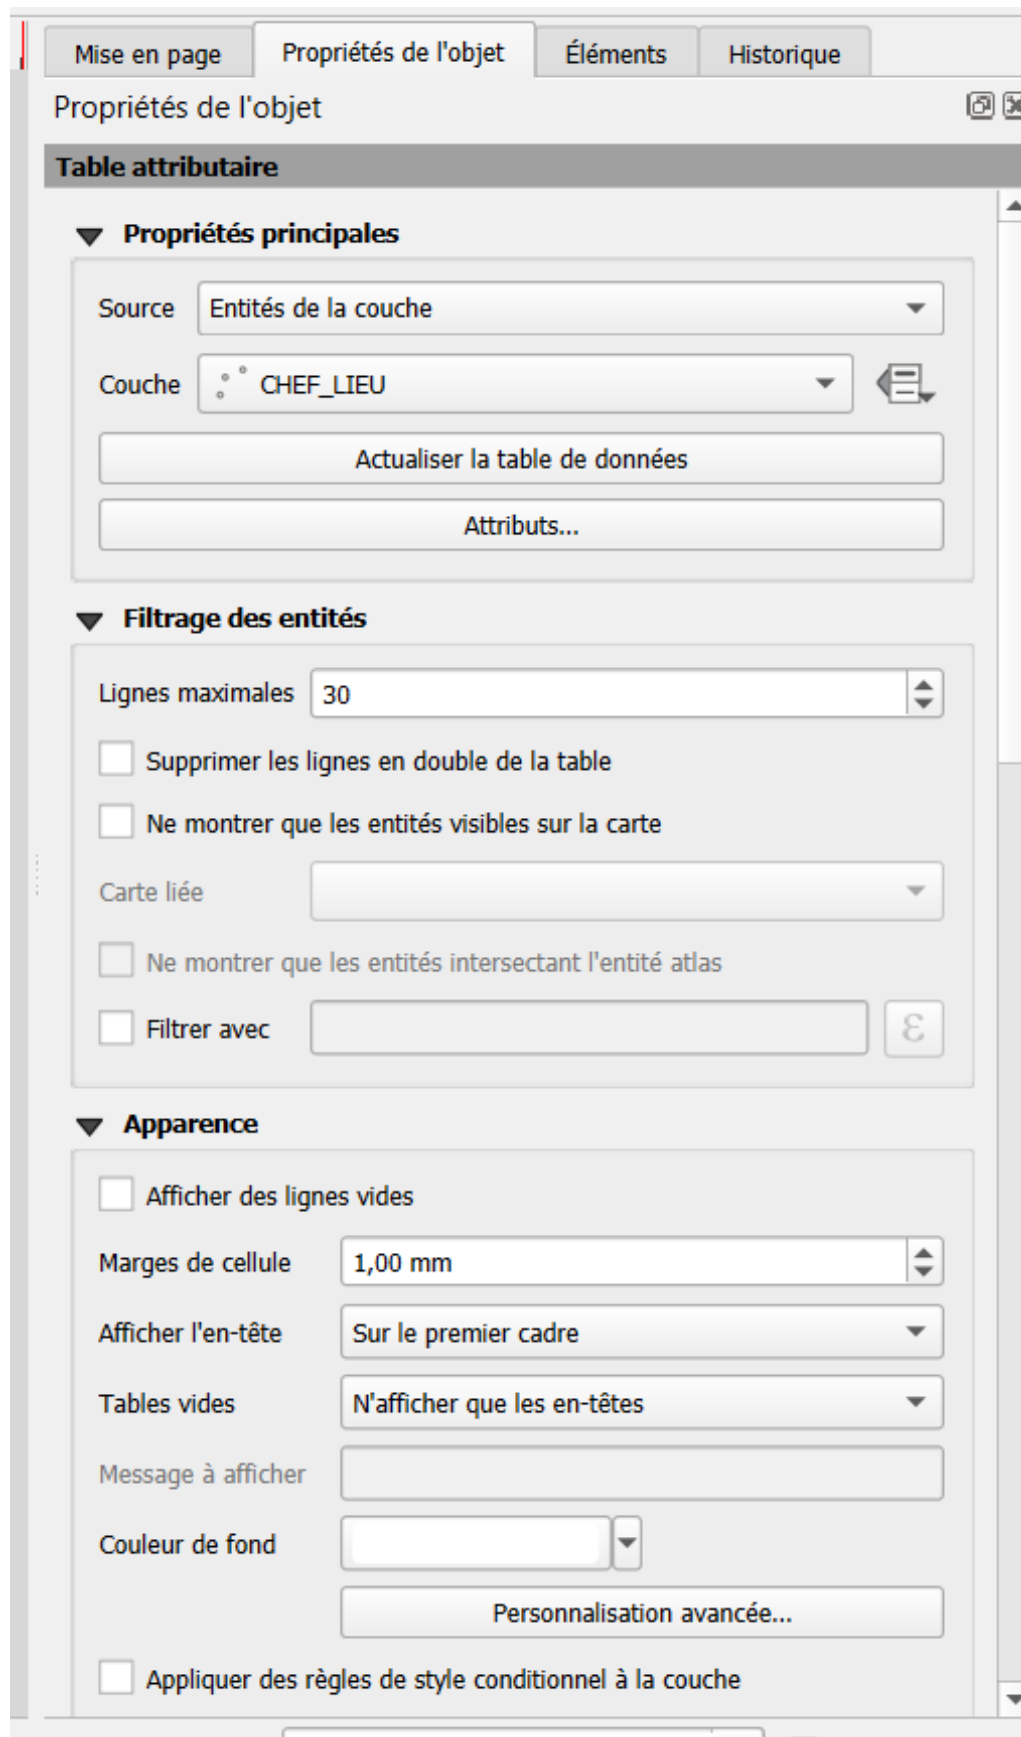 Mise en page Propriétés de l'objet Éléments Historique
Propriétés de l'objet
Table attributaire
Propriétés principales
Source Entités de la couche
Couche CHEF_LIEU
Actualiser la table de données
Attributs...
Filtrage des entités
Lignes maximales 30
Supprimer les lignes en double de la table
Ne montrer que les entités visibles sur la carte
Carte liée
Ne montrer que les entités intersectant l'entité atlas
Filtrer avec ε
Apparence
Afficher des lignes vides
Marges de cellule 1,00 mm
Afficher l'en-tête Sur le premier cadre
Tables vides N'afficher que les en-têtes
Message à afficher
Couleur de fond
Personnalisation avancée...
Appliquer des règles de style conditionnel à la couche